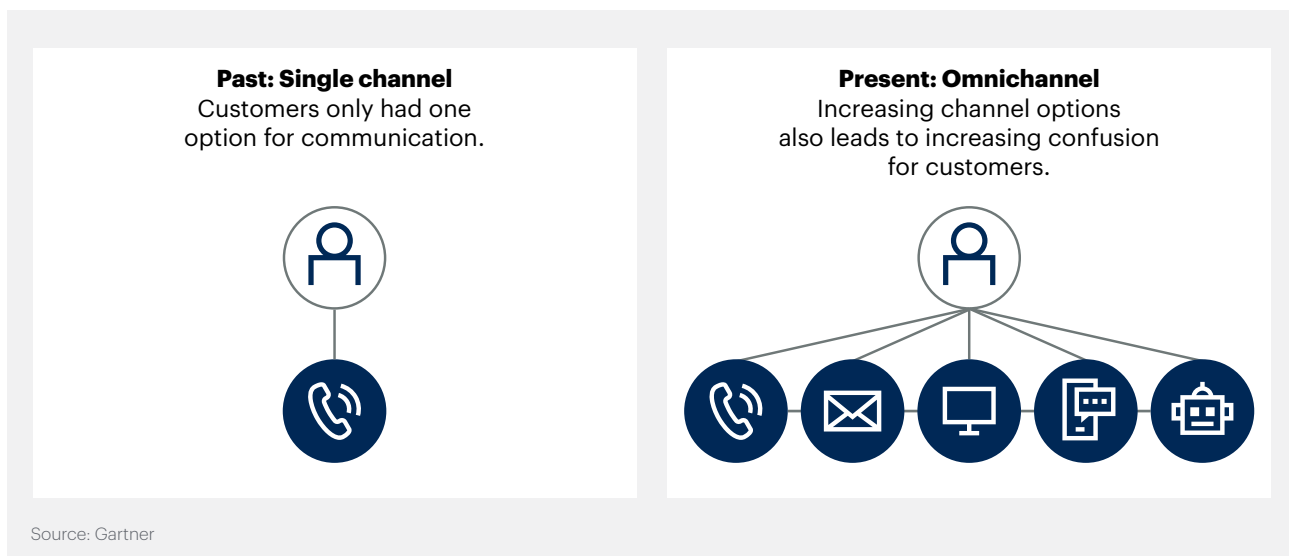 Past: Single channel
Customers only had one
option for communication.
Present: Omnichannel
Increasing channel options
also leads to increasing confusion
for customers.
Source: Gartner